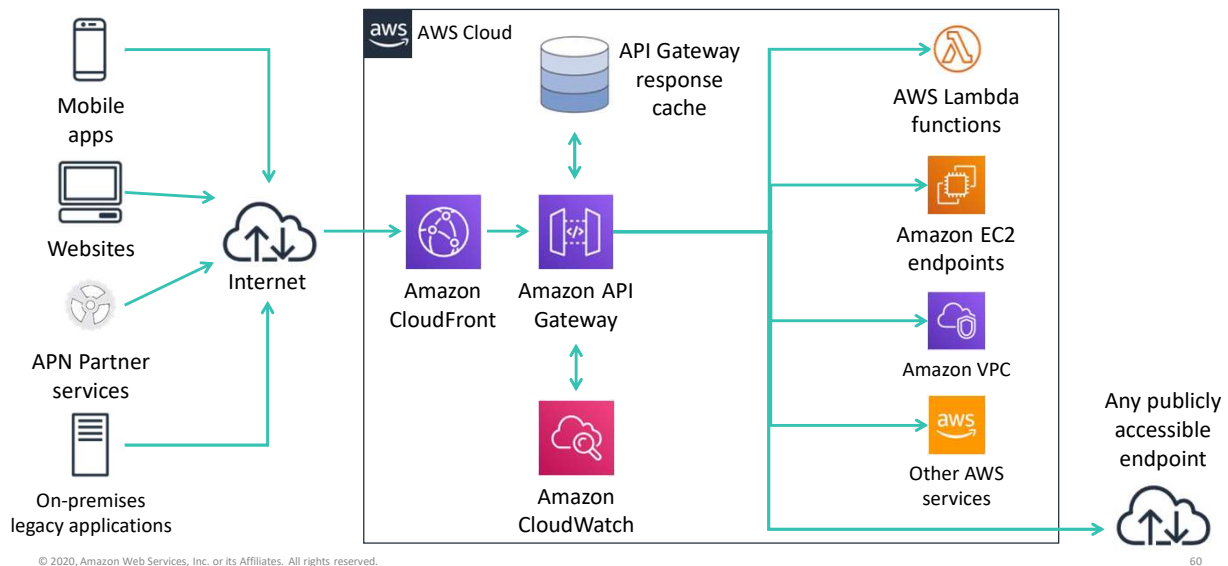 aws
AWS Cloud
Mobile
apps
Websites
APN Partner
services
On-premises
legacy applications
Internet
Amazon
CloudFront
API Gateway
response
cache
</>
Amazon API
Gateway
Amazon
CloudWatch
AWS Lambda
functions
Amazon EC2
endpoints
Amazon VPC
aws
Other AWS
services
Any publicly
accessible
endpoint
© 2020, Amazon Web Services, Inc. or its Affiliates. All rights reserved.
60